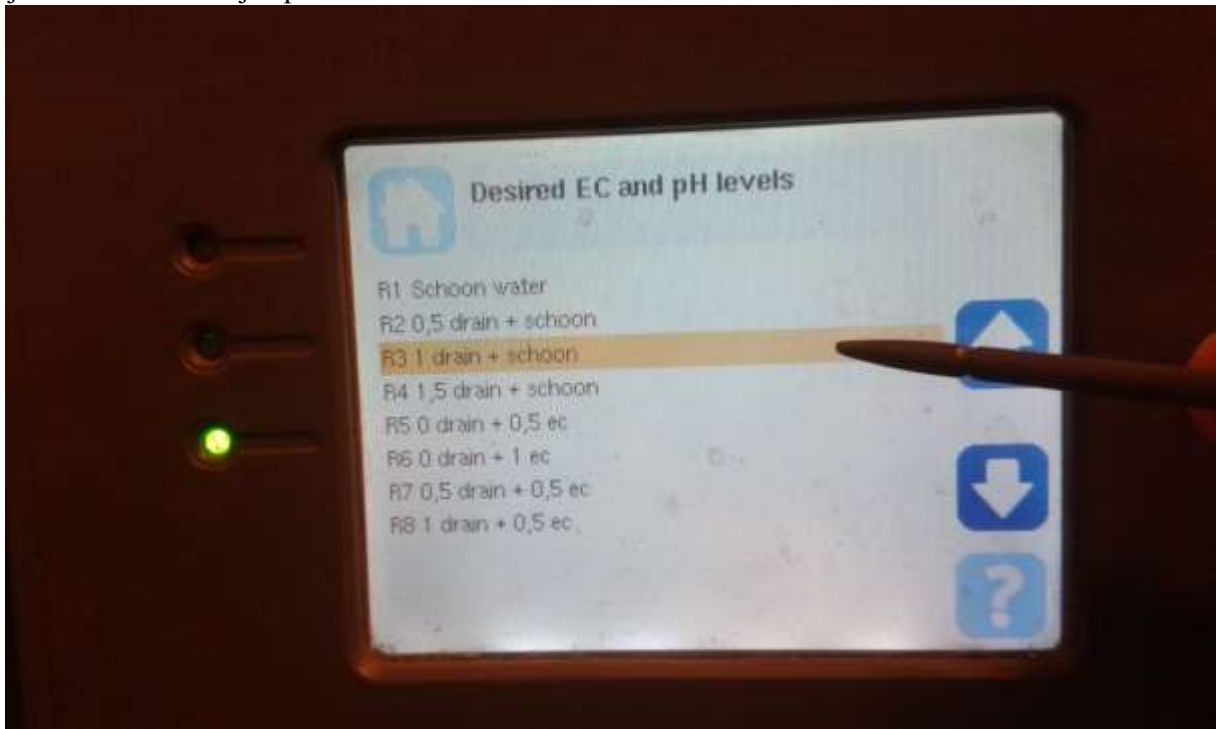 Desired EC and pH levels
R1 Schoon water
R2 0,5 drain + schoon
R3 1 drain + schoon
R4 1,5 drain + schoon
R5 0 drain + 0,5 ec
R6 0 drain + 1 ec
R7 0,5 drain + 0,5 ec
R8 1 drain + 0,5 ec
?